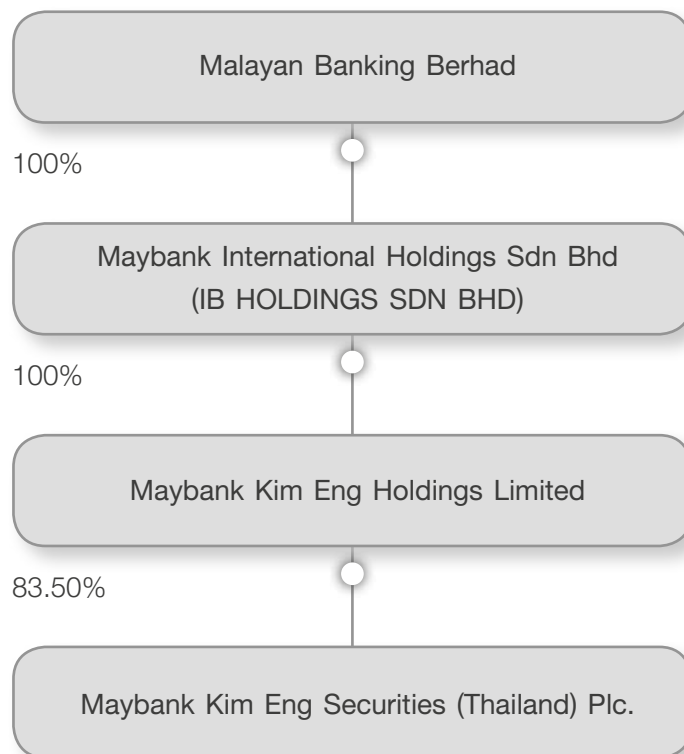 Malayan Banking Berhad
100%
Maybank International Holdings Sdn Bhd
(IB HOLDINGS SDN BHD)
100%
Maybank Kim Eng Holdings Limited
83.50%
Maybank Kim Eng Securities (Thailand) Plc.